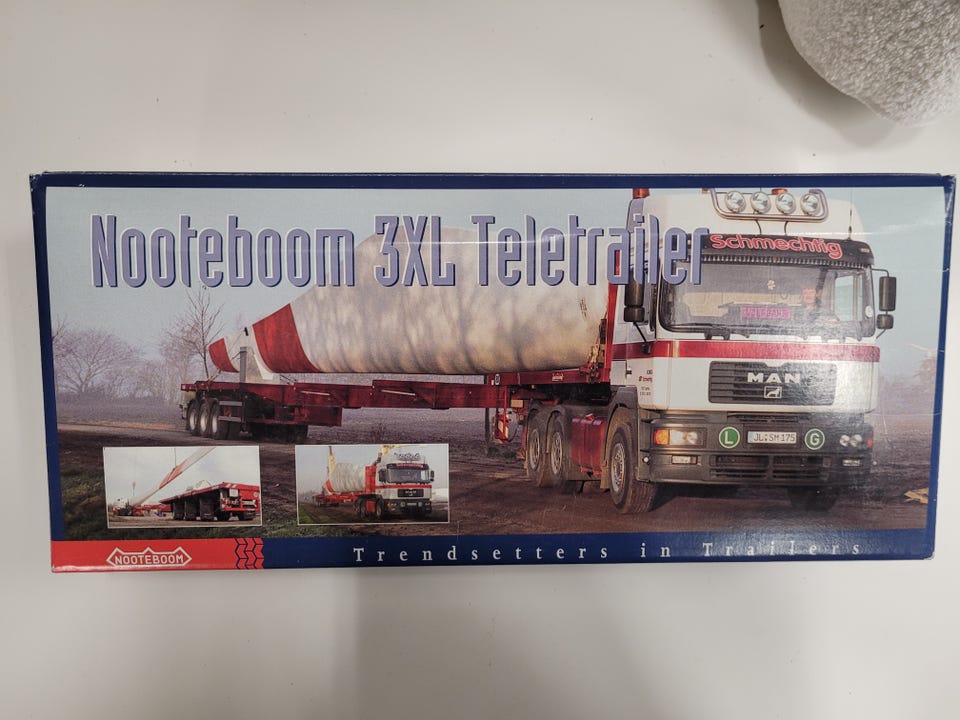 Nooteboom 3XL Teletrailer
Schmechtig
MAN
L
JL:SM 175
G
NOOTEBOOM
Trendsetters in Trailers